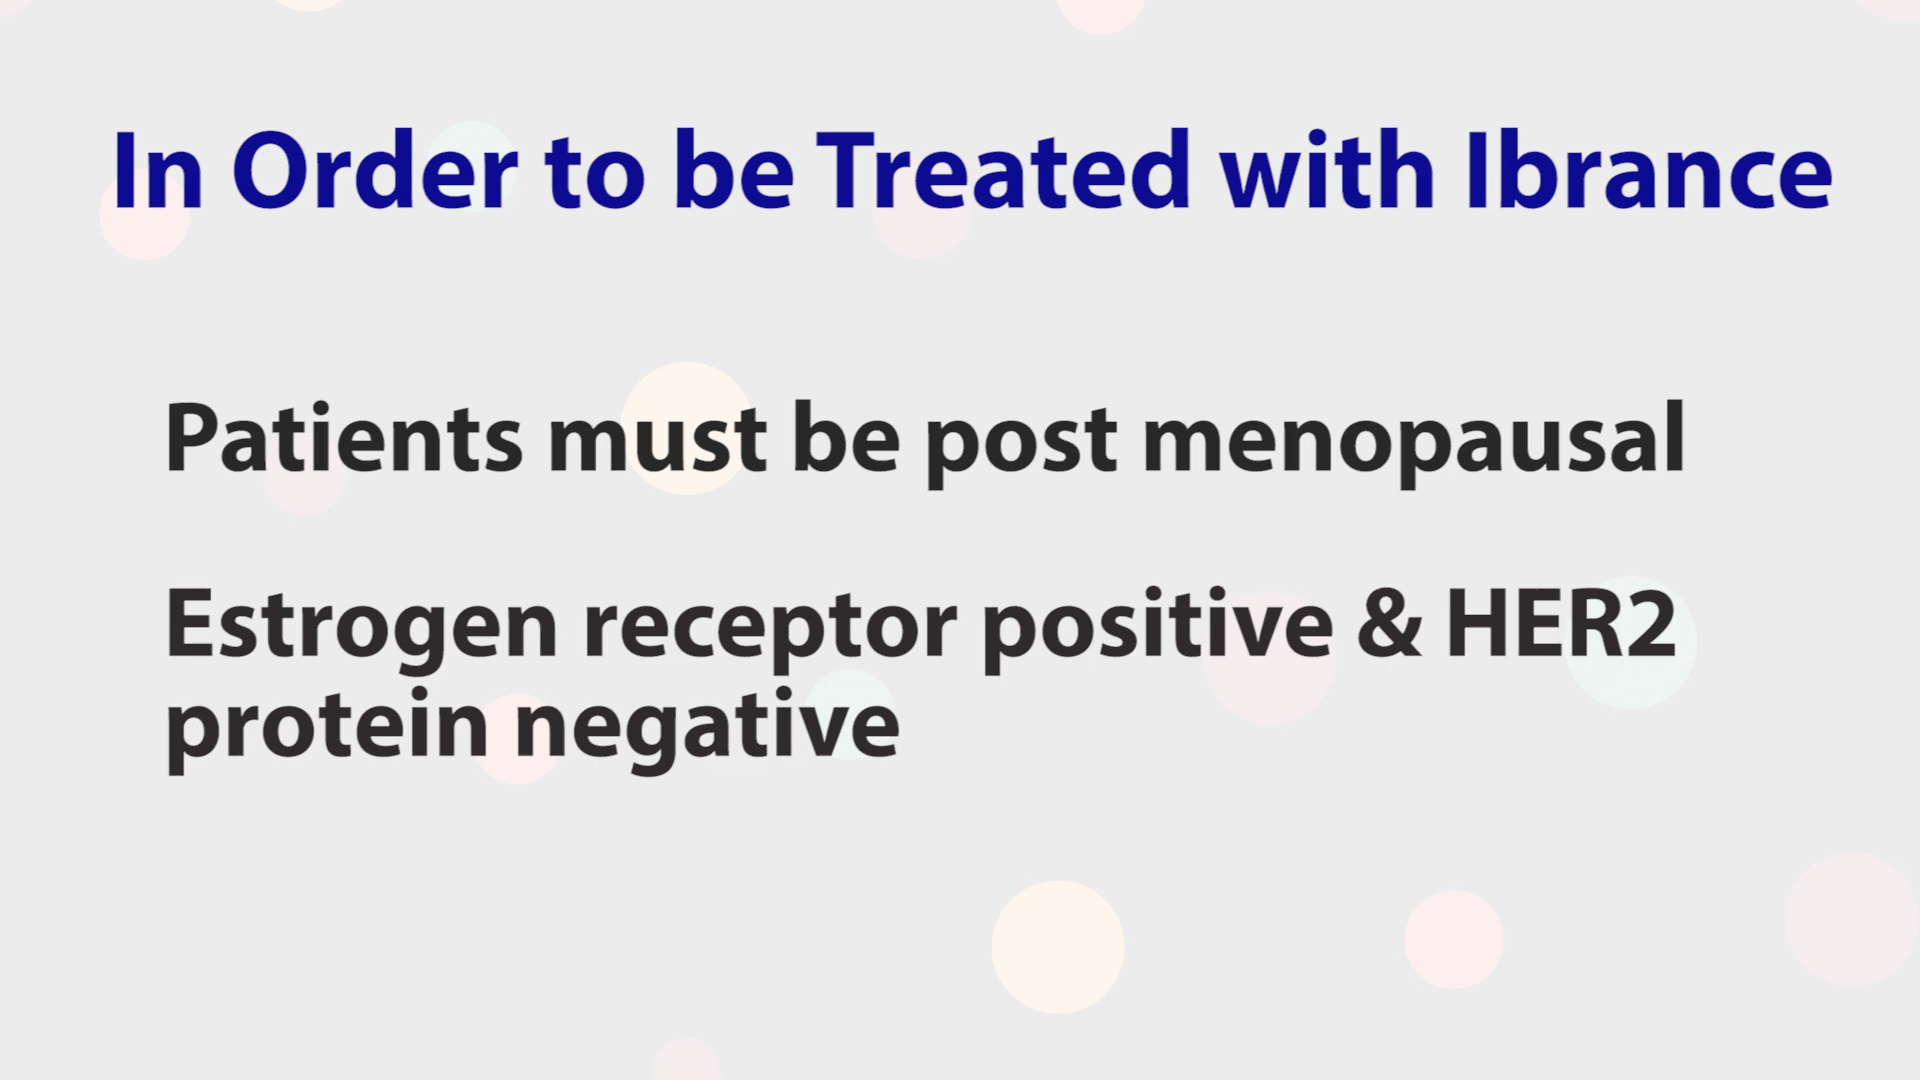 In Order to be Treated with Ibrance
Patients must be post menopausal
Estrogen receptor positive & HER2
protein negative